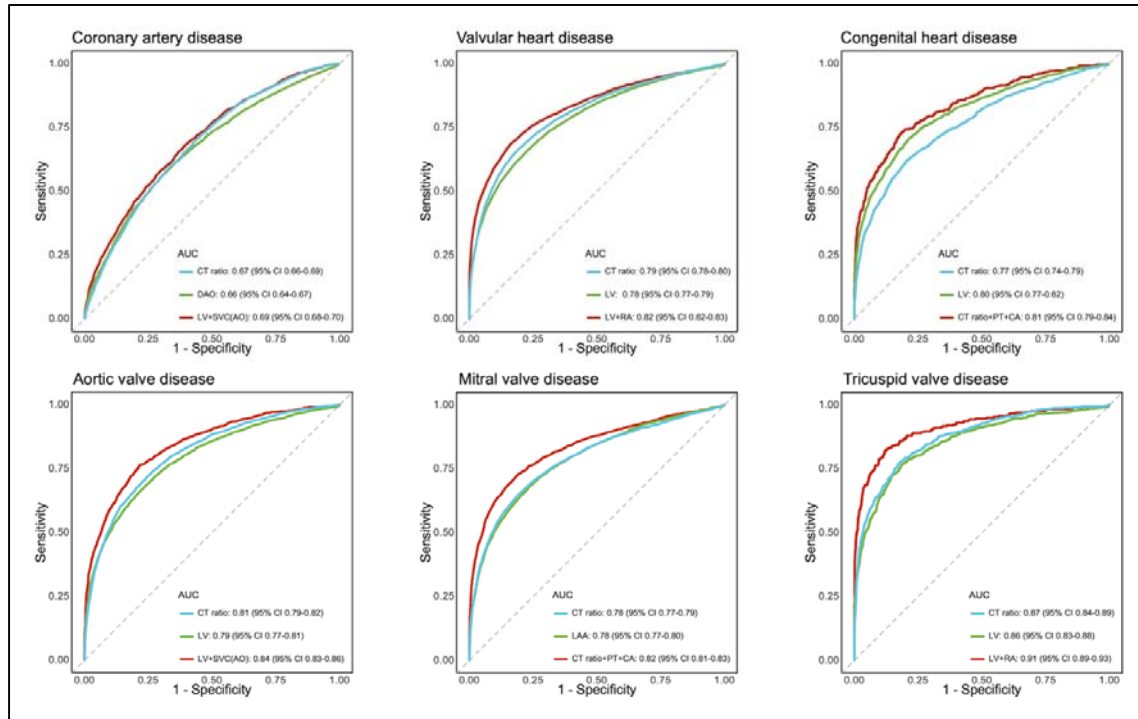 Coronary artery disease
1.00
0.75
0.50
0.25
0.00
Sensitivity
AUC
CT ratio: 0.67 (95% CI 0.66-0.69)
DAO: 0.66 (95% CI 0.64-0.67)
LV+SVC(AO): 0.69 (95% CI 0.68-0.70)
0.00 0.25 0.50 0.75 1.00
1 - Specificity
Valvular heart disease
1.00
0.75
0.50
0.25
0.00
Sensitivity
AUC
CT ratio: 0.79 (95% CI 0.78-0.80)
LV: 0.78 (95% CI 0.77-0.79)
LV+RA: 0.82 (95% CI 0.82-0.83)
0.00 0.25 0.50 0.75 1.00
1 - Specificity
Congenital heart disease
1.00
0.75
0.50
0.25
0.00
Sensitivity
AUC
CT ratio: 0.77 (95% CI 0.74-0.79)
LV: 0.80 (95% CI 0.77-0.82)
CT ratio+PT+CA: 0.81 (95% CI 0.79-0.84)
0.00 0.25 0.50 0.75 1.00
1 - Specificity
Aortic valve disease
1.00
0.75
0.50
0.25
0.00
Sensitivity
AUC
CT ratio: 0.81 (95% CI 0.79-0.82)
LV: 0.79 (95% CI 0.77-0.81)
LV+SVC(AO): 0.84 (95% CI 0.83-0.86)
0.00 0.25 0.50 0.75 1.00
1 - Specificity
Mitral valve disease
1.00
0.75
0.50
0.25
0.00
Sensitivity
AUC
CT ratio: 0.78 (95% CI 0.77-0.79)
LAA: 0.78 (95% CI 0.77-0.80)
CT ratio+PT+CA: 0.82 (95% CI 0.81-0.83)
0.00 0.25 0.50 0.75 1.00
1 - Specificity
Tricuspid valve disease
1.00
0.75
0.50
0.25
0.00
Sensitivity
AUC
CT ratio: 0.87 (95% CI 0.84-0.89)
LV: 0.86 (95% CI 0.83-0.88)
LV+RA: 0.91 (95% CI 0.89-0.93)
0.00 0.25 0.50 0.75 1.00
1 - Specificity